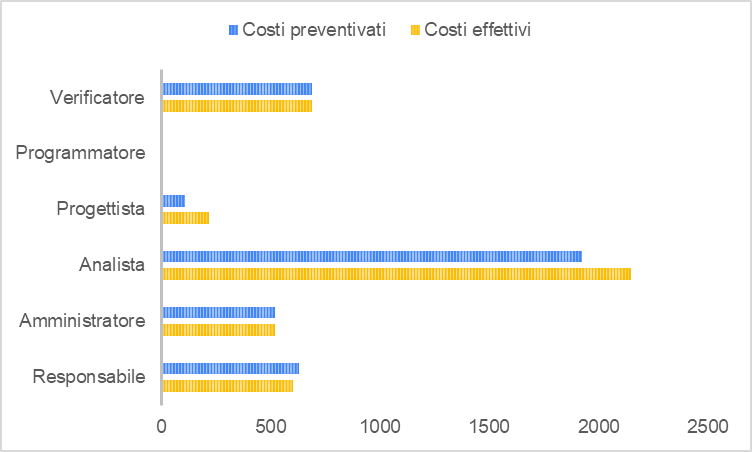 Costi preventivati Costi effettivi
Verificatore
Programmatore
Progettista
Analista
Amministratore
Responsabile
0 500 1000 1500 2000 2500